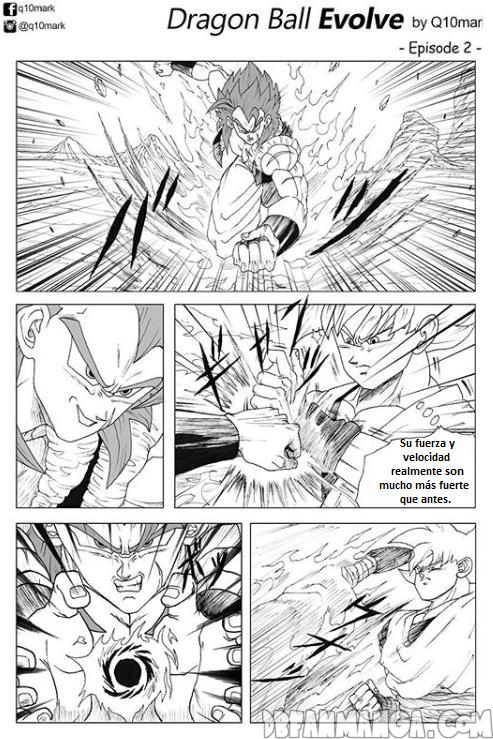 q10mark
@q10mark
Dragon Ball Evolve by Q10mar
- Episode 2 -
Su fuerza y
velocidad
realmente son
mucho más fuerte
que antes.
DBFANMANGA.COM